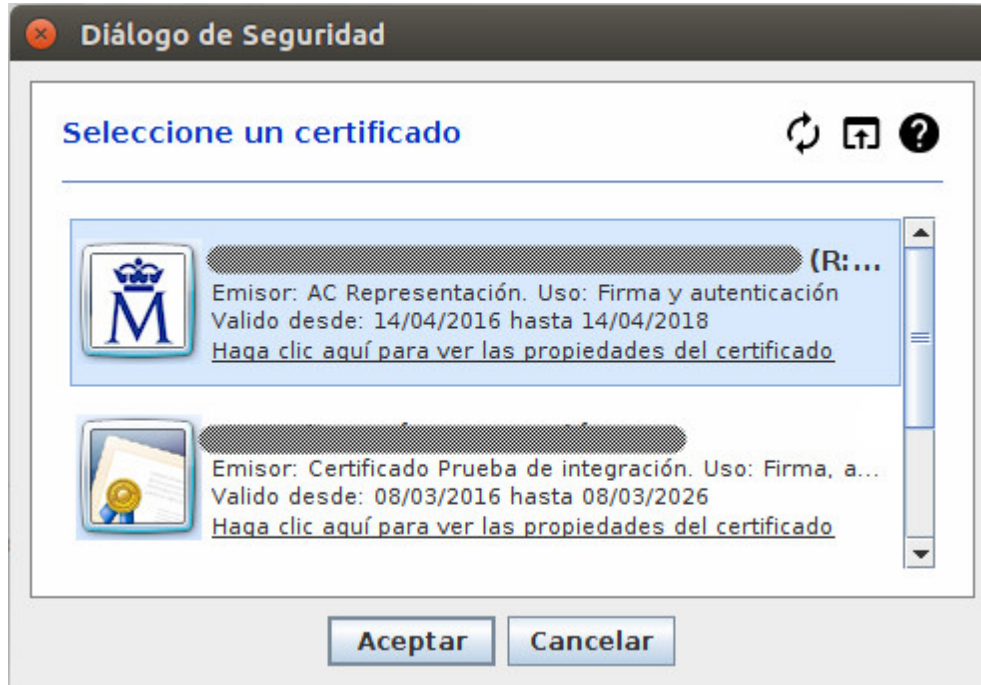 Diálogo de Seguridad
Seleccione un certificado
(R:...
Emisor: AC Representación. Uso: Firma y autenticación
Valido desde: 14/04/2016 hasta 14/04/2018
Haga clic aquí para ver las propiedades del certificado
Emisor: Certificado Prueba de integración. Uso: Firma, a...
Valido desde: 08/03/2016 hasta 08/03/2026
Haga clic aquí para ver las propiedades del certificado
Aceptar Cancelar